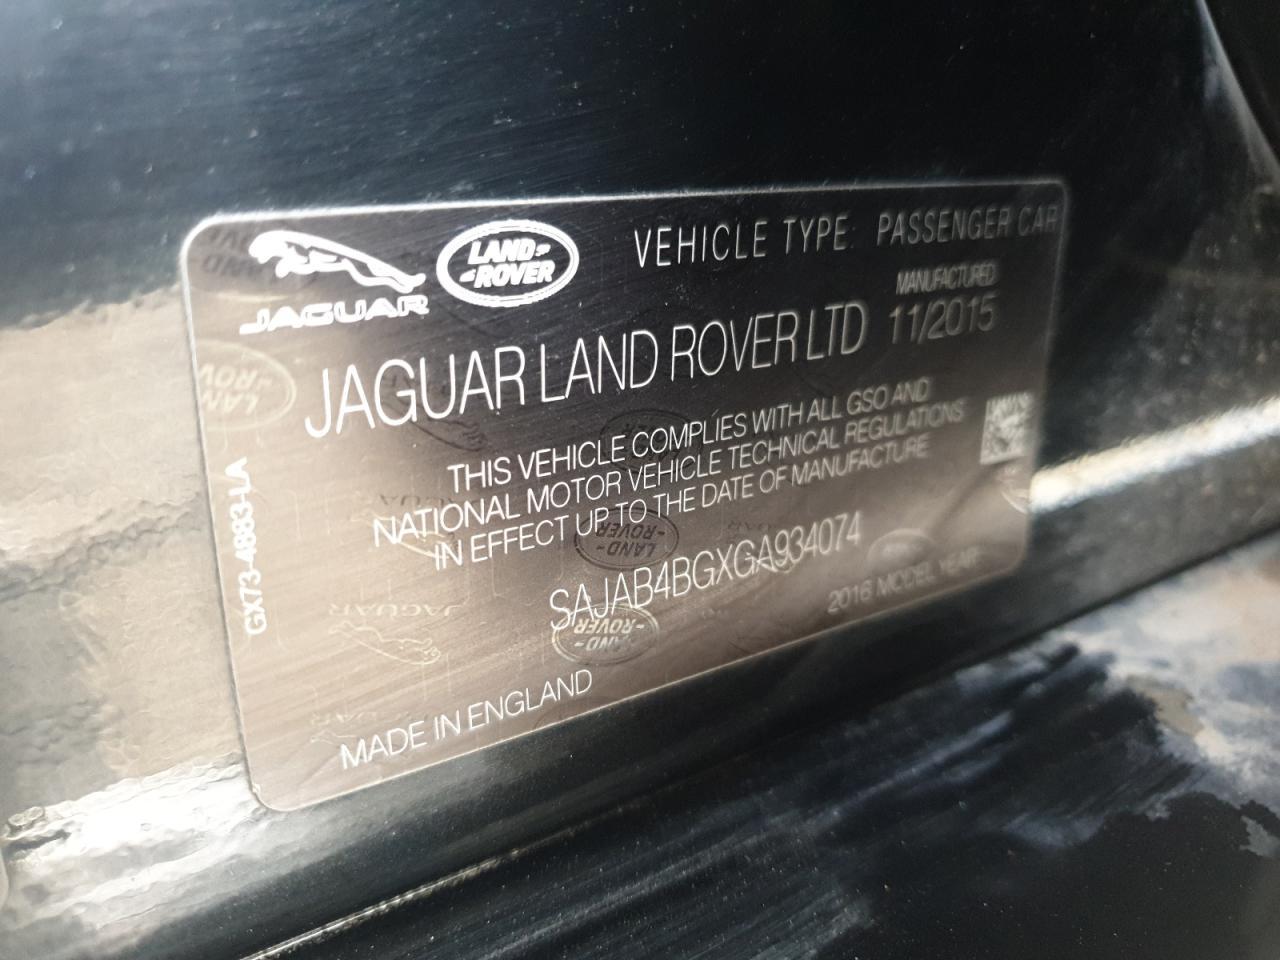 JAGUAR
LAND ROVER
VEHICLE TYPE: PASSENGER CAR
MANUFACTURED
JAGUAR LAND ROVER LTD 11/2015
THIS VEHICLE COMPLIES WITH ALL GSO AND
NATIONAL MOTOR VEHICLE TECHNICAL REGULATIONS
IN EFFECT UP TO THE DATE OF MANUFACTURE
SAJAB4BGXGA934074
2016 MODEL YEAR
MADE IN ENGLAND
GX73-4883-LA